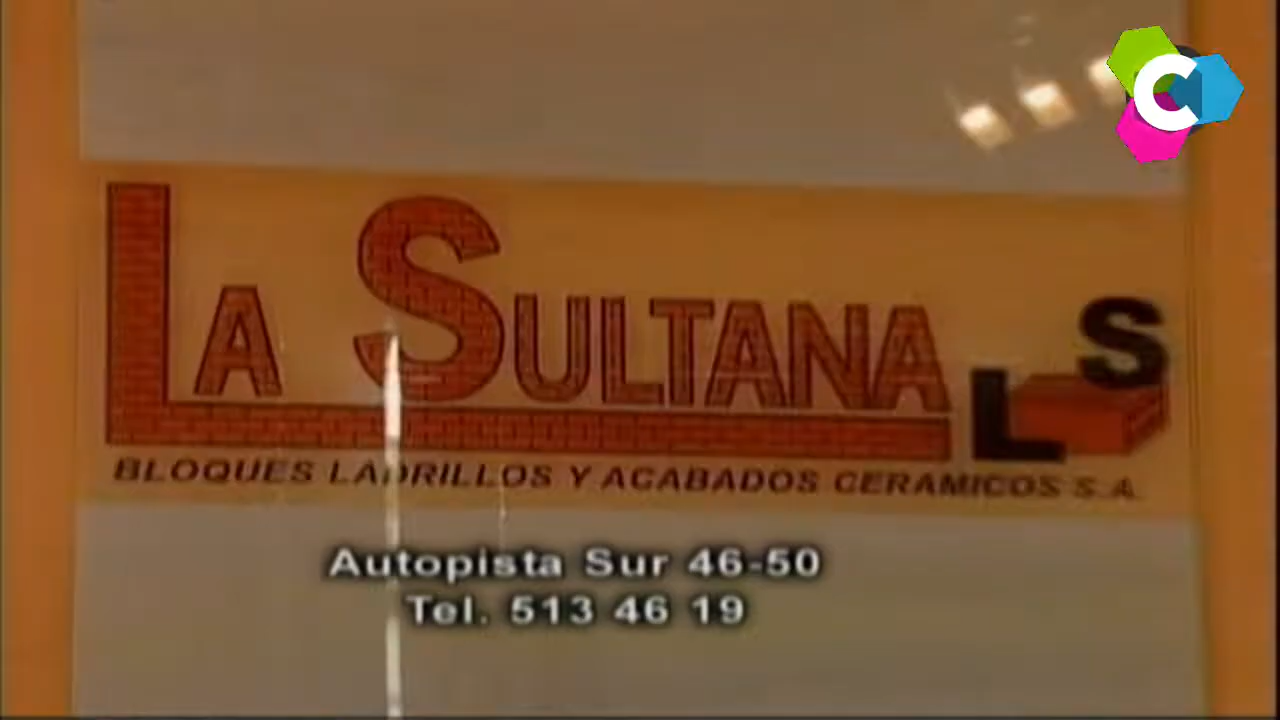 C
LA SULTANA
LS
BLOQUES LADRILLOS Y ACABADOS CERAMICOS S.A.
Autopista Sur 46-50
Tel. 513 46 19